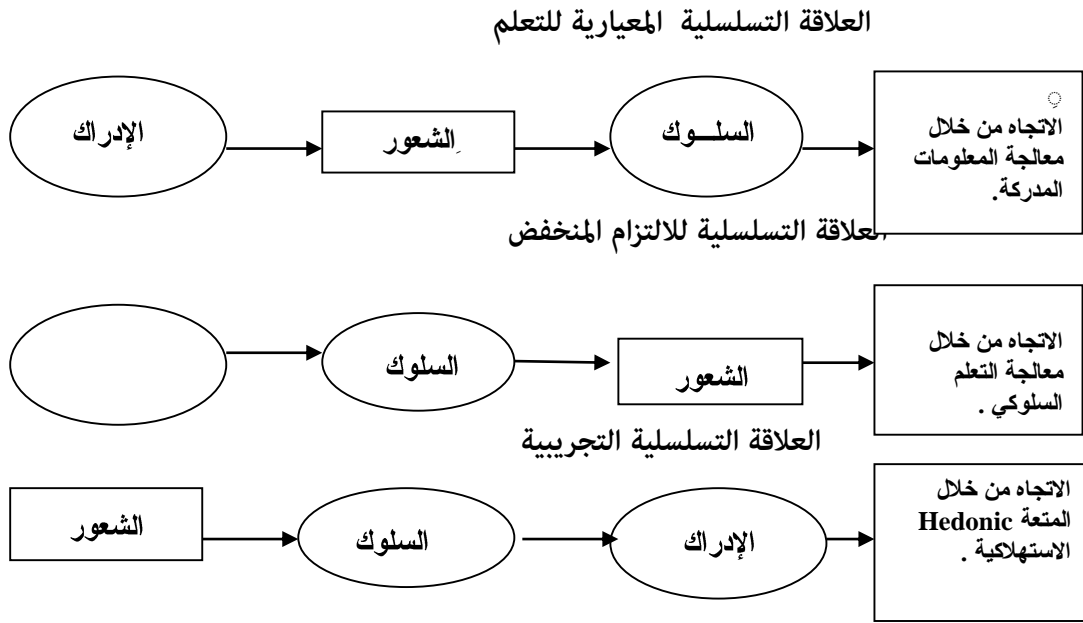 العلاقة التسلسلية المعيارية للتعلم
الإدراك
الشعور
السلـــوك
الاتجاه من خلال
معالجة المعلومات
المدركة.
العلاقة التسلسلية للالتزام المنخفض
السلوك
الشعور
الاتجاه من خلال
معالجة التعلم
السلوكي .
العلاقة التسلسلية التجريبية
الشعور
السلوك
الإدراك
الاتجاه من خلال
المتعة Hedonic
الاستهلاكية .